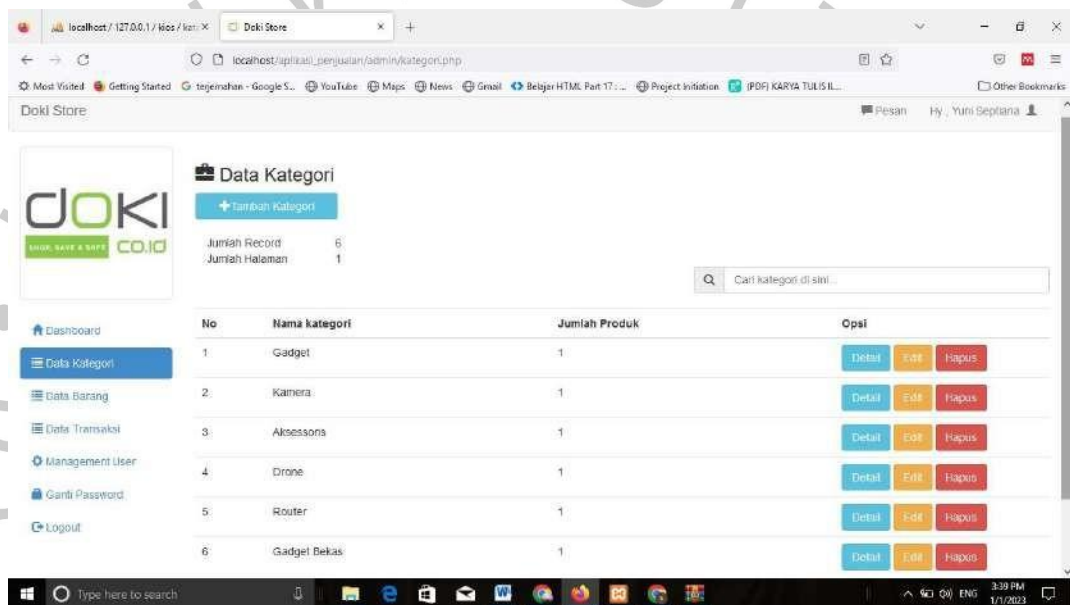 localhost / 127.0.0.1 / kios / kat
Doki Store
localhost/aplikasi_penjualan/admin/kategori.php
Most Visited
Getting Started
terjemahan - Google S...
YouTube
Maps
News
Gmail
Belajar HTML Part 17 : ...
Project Initiation
(PDF) KARYA TULIS IL...
Other Bookmarks
Doki Store
Pesan
Hy , Yuni Septiana
doki
SHOP, SAVE & SAFE
co.id
Data Kategori
+Tambah Kategori
Jumlah Record 6
Jumlah Halaman 1
Cari kategori di sini ..
Dashboard
Data Kategori
Data Barang
Data Transaksi
Management User
Ganti Password
Logout
No Nama kategori Jumlah Produk Opsi
1 Gadget 1 Detail Edit Hapus
2 Kamera 1 Detail Edit Hapus
3 Aksessoris 1 Detail Edit Hapus
4 Drone 1 Detail Edit Hapus
5 Router 1 Detail Edit Hapus
6 Gadget Bekas 1 Detail Edit Hapus
Type here to search
ENG
3:39 PM
1/1/2023